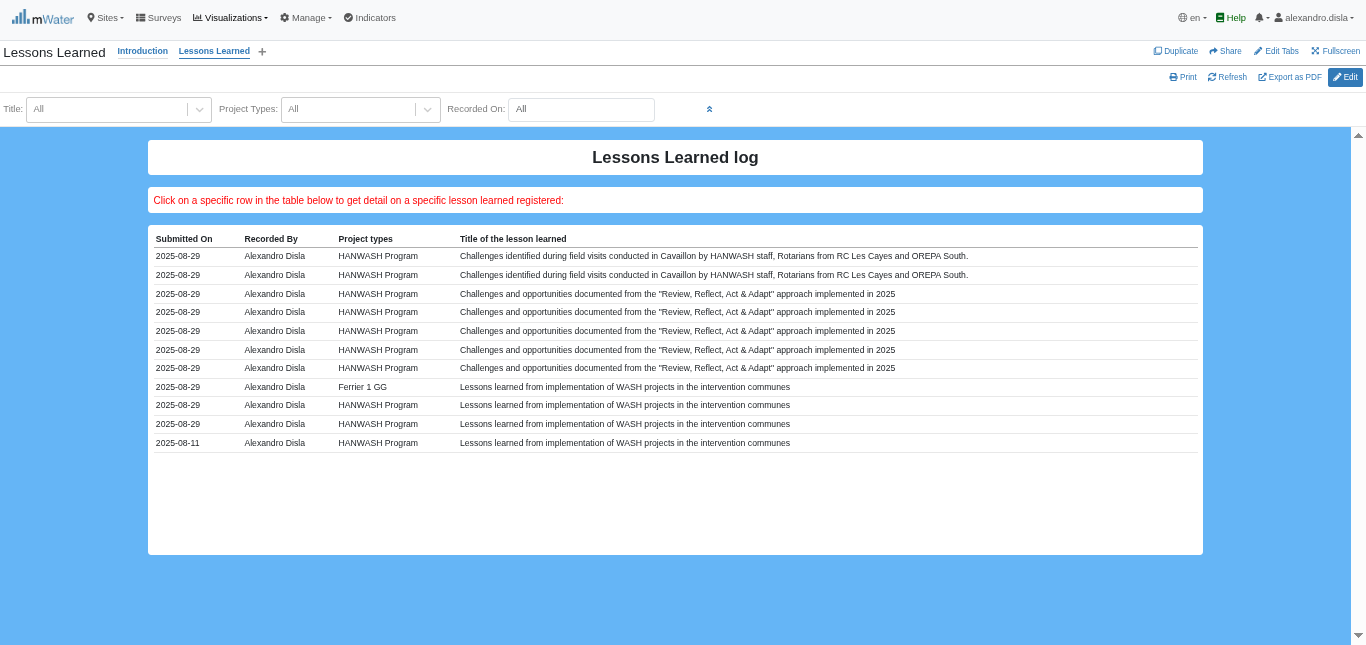 mWater Sites Surveys Visualizations Manage Indicators en Help alexandro.disla
Lessons Learned Introduction Lessons Learned + Duplicate Share Edit Tabs Fullscreen
Print Refresh Export as PDF Edit
Title: All Project Types: All Recorded On: All
Lessons Learned log
Click on a specific row in the table below to get detail on a specific lesson learned registered:
Submitted On Recorded By Project types Title of the lesson learned
2025-08-29 Alexandro Disla HANWASH Program Challenges identified during field visits conducted in Cavaillon by HANWASH staff, Rotarians from RC Les Cayes and OREPA South.
2025-08-29 Alexandro Disla HANWASH Program Challenges identified during field visits conducted in Cavaillon by HANWASH staff, Rotarians from RC Les Cayes and OREPA South.
2025-08-29 Alexandro Disla HANWASH Program Challenges and opportunities documented from the "Review, Reflect, Act & Adapt" approach implemented in 2025
2025-08-29 Alexandro Disla HANWASH Program Challenges and opportunities documented from the "Review, Reflect, Act & Adapt" approach implemented in 2025
2025-08-29 Alexandro Disla HANWASH Program Challenges and opportunities documented from the "Review, Reflect, Act & Adapt" approach implemented in 2025
2025-08-29 Alexandro Disla HANWASH Program Challenges and opportunities documented from the "Review, Reflect, Act & Adapt" approach implemented in 2025
2025-08-29 Alexandro Disla HANWASH Program Challenges and opportunities documented from the "Review, Reflect, Act & Adapt" approach implemented in 2025
2025-08-29 Alexandro Disla Ferrier 1 GG Lessons learned from implementation of WASH projects in the intervention communes
2025-08-29 Alexandro Disla HANWASH Program Lessons learned from implementation of WASH projects in the intervention communes
2025-08-29 Alexandro Disla HANWASH Program Lessons learned from implementation of WASH projects in the intervention communes
2025-08-11 Alexandro Disla HANWASH Program Lessons learned from implementation of WASH projects in the intervention communes